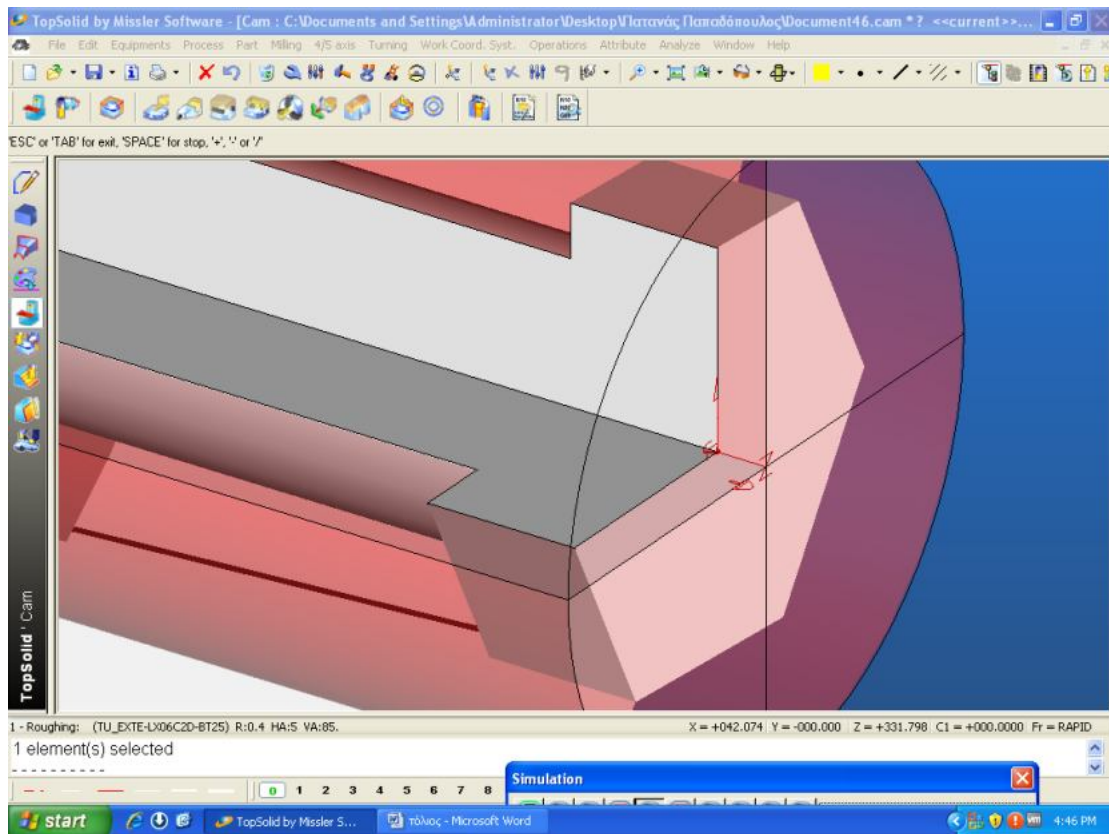 TopSolid by Missler Software - [Cam : C:\Documents and Settings\Administrator\Desktop\Πατανάς Παπαδόπουλος\Document46.cam * ? <<current>>...
File Edit Equipments Process Part Milling 4/5 axis Turning Work Coord. Syst. Operations Attribute Analyze Window Help
'ESC' or 'TAB' for exit, 'SPACE' for stop, '+', '-' or '/'
TopSolid'Cam
1 - Roughing: (TU_EXTE-LX06C2D-BT25) R:0.4 HA:5 VA:85. X = +042.074 Y = -000.000 Z = +331.798 C1 = +000.0000 Fr = RAPID
1 element(s) selected
----------
Simulation
0 1 2 3 4 5 6 7 8
start TopSolid by Missler S... τόλιος - Microsoft Word 4:46 PM